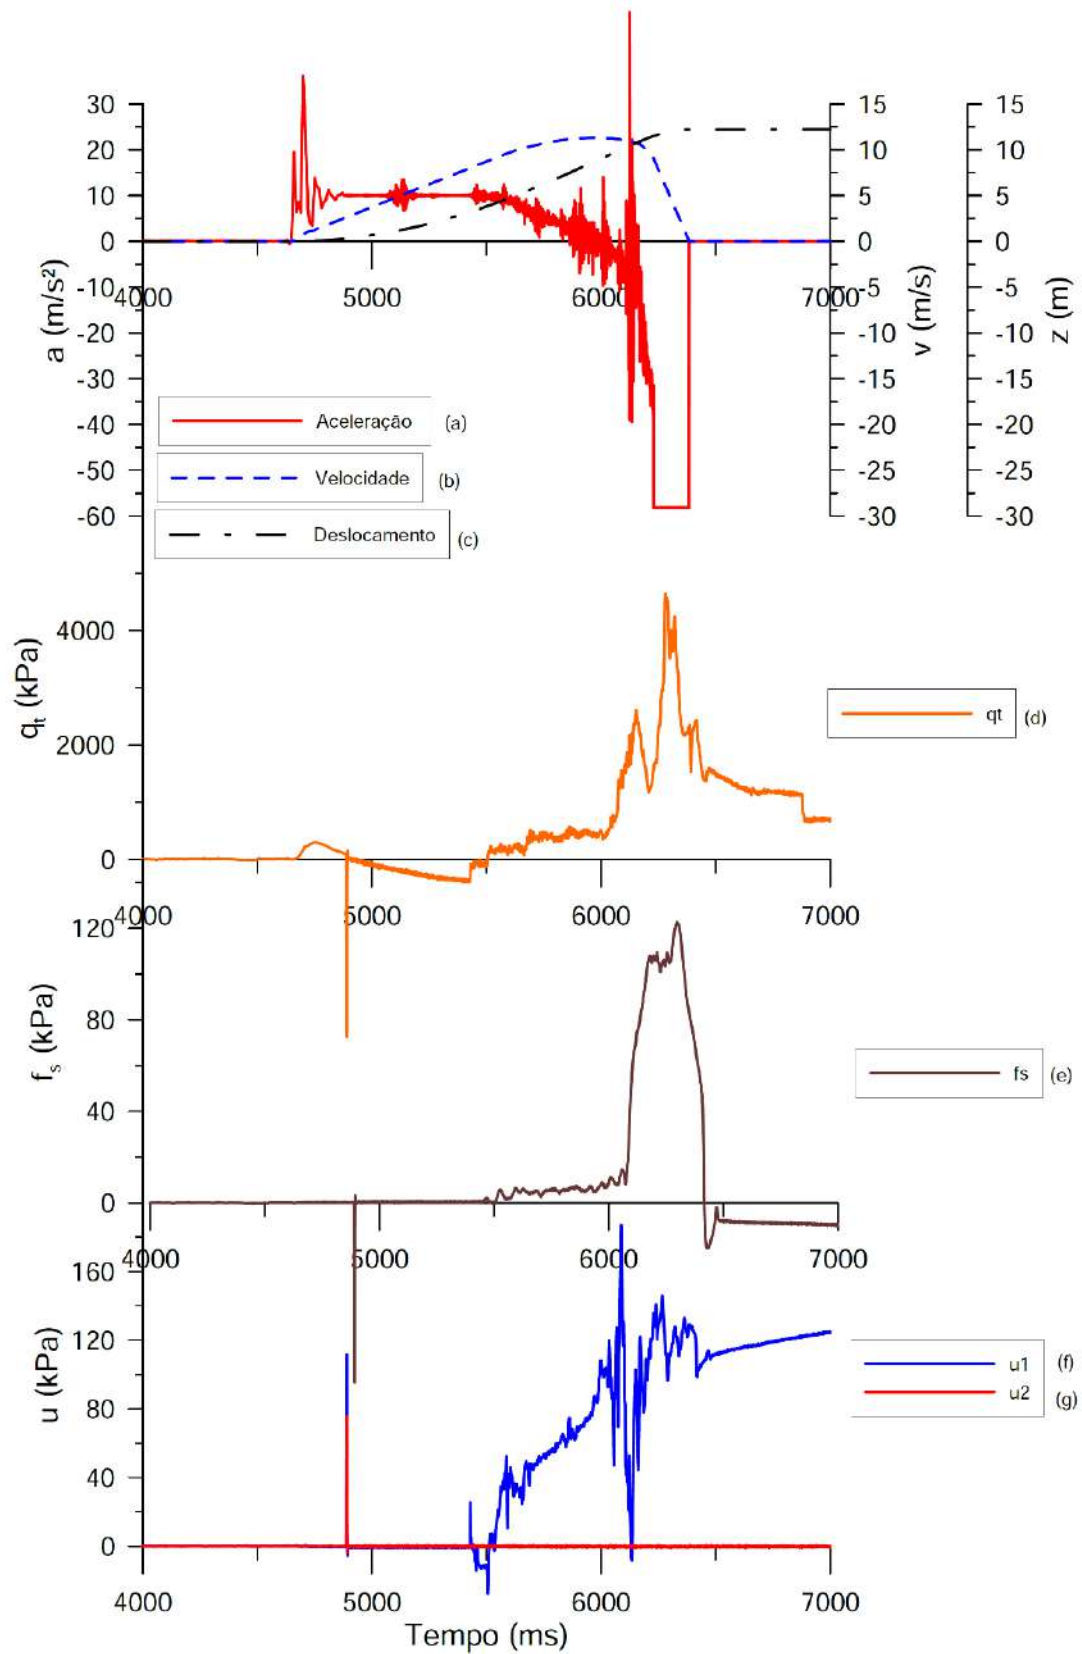 30 15 15
20 10 10
10 5 5
0 0 0
-10 4000 5000 6000 7000 -5 -5
-20 -10 -10
-30 -15 -15
-40 -20 -20
-50 -25 -25
-60 -30 -30
a (m/s²)
v (m/s)
z (m)
Aceleração (a)
Velocidade (b)
Deslocamento (c)
4000
2000
0
qt (kPa)
qt (d)
4000 5000 6000 7000
120
80
40
0
fs (kPa)
fs (e)
4000 5000 6000 7000
160
120
80
40
0
u (kPa)
u1 (f)
u2 (g)
4000 5000 6000 7000
Tempo (ms)